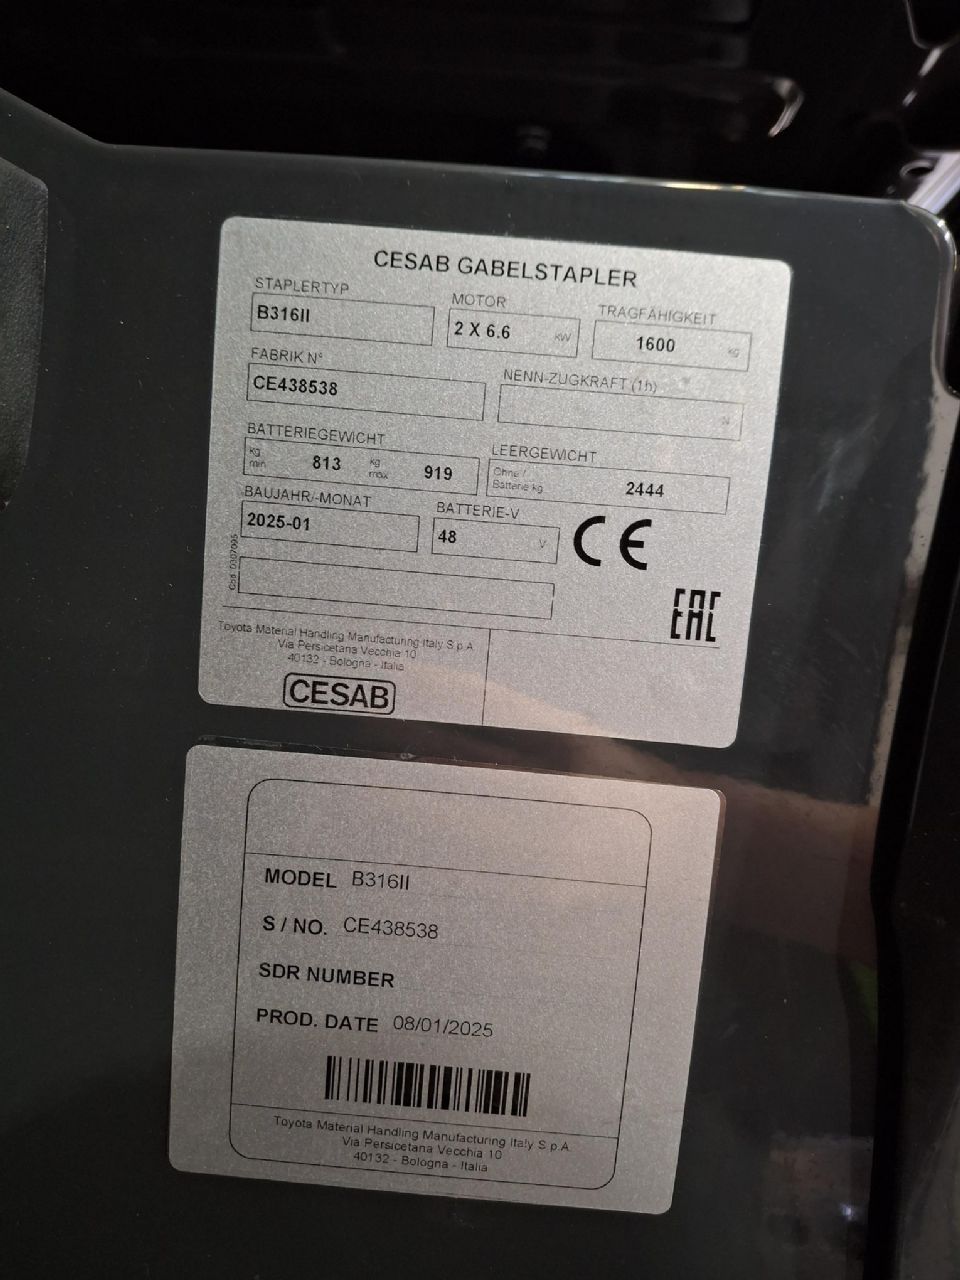 CESAB GABELSTAPLER
STAPLERTYP
B316II
MOTOR
2 X 6.6 kW
TRAGFÄHIGKEIT
1600 kg
FABRIK N°
CE438538
NENN-ZUGKRAFT (1h)
N
BATTERIEGEWICHT
kg min 813 kg max 919
LEERGEWICHT
Ohne / Batterie kg 2444
BAUJAHR/-MONAT
2025-01
BATTERIE-V
48 V
CE
EAC
Toyota Material Handling Manufacturing Italy S.p.A.
Via Persicetana Vecchia 10
40132 - Bologna - Italia
CESAB
MODEL B316II
S / NO. CE438538
SDR NUMBER
PROD. DATE 08/01/2025
Toyota Material Handling Manufacturing Italy S.p.A.
Via Persicetana Vecchia 10
40132 - Bologna - Italia